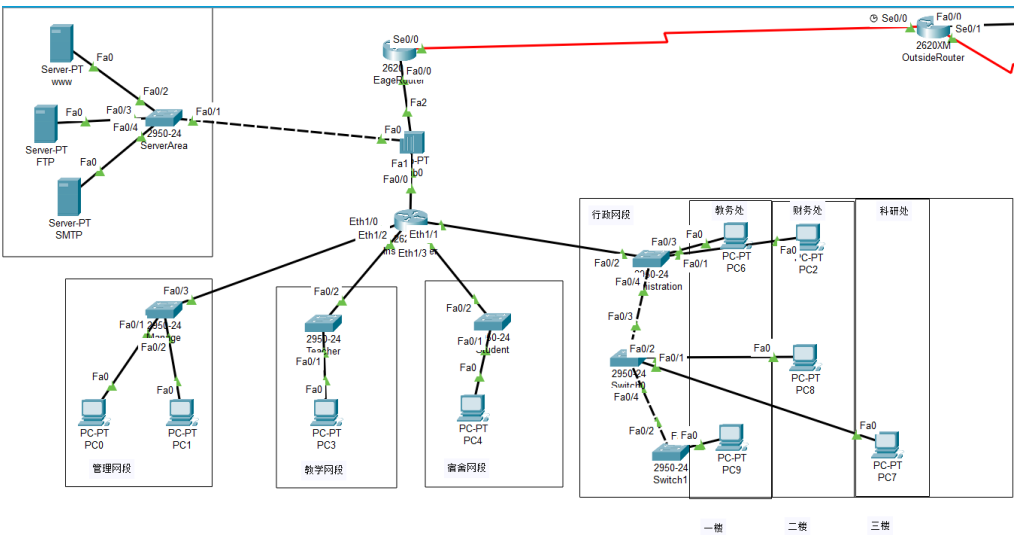 Fa0
Server-PT
www
Fa0/2
Fa0
Server-PT
FTP
Fa0/3
Fa0/4
Fa0/1
2950-24
ServerArea
Fa0
Server-PT
SMTP
Se0/0
Fa0/0
Fa2
Fa0
Fa1
Fa0/0
Se0/0
Fa0/0
Se0/1
2620XM
OutsideRouter
Eth1/0
Eth1/2
Eth1/1
Eth1/3
Fa0/3
Fa0/1
Fa0/2
Fa0
Fa0
PC-PT
PC0
PC-PT
PC1
管理网段
Fa0/2
2950-24
Fa0/1
Fa0
PC-PT
PC3
教学网段
Fa0/2
Fa0/1
Fa0
PC-PT
PC4
宿舍网段
行政网段
教务处
财务处
科研处
Fa0/2
Fa0/3
Fa0/1
Fa0/4
Fa0
PC-PT
PC6
Fa0
PC2
Fa0/3
Fa0/2
Fa0/1
2950-24
Fa0/4
Fa0
PC-PT
PC8
Fa0/2
Fa0
2950-24
Switch1
PC-PT
PC9
Fa0
PC-PT
PC7
一楼
二楼
三楼